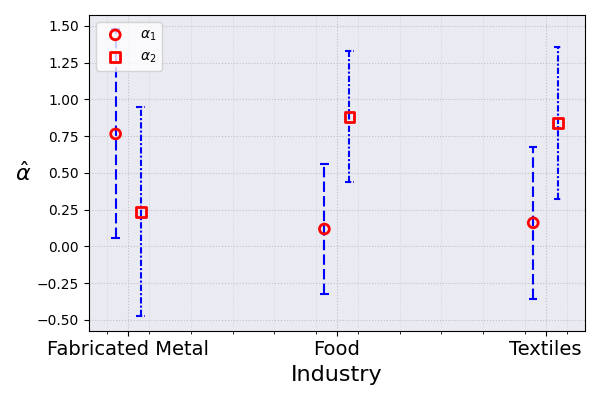 α₁
α₂
1.50
1.25
1.00
0.75
0.50
0.25
0.00
−0.25
−0.50
α̂
Fabricated Metal Food Textiles
Industry